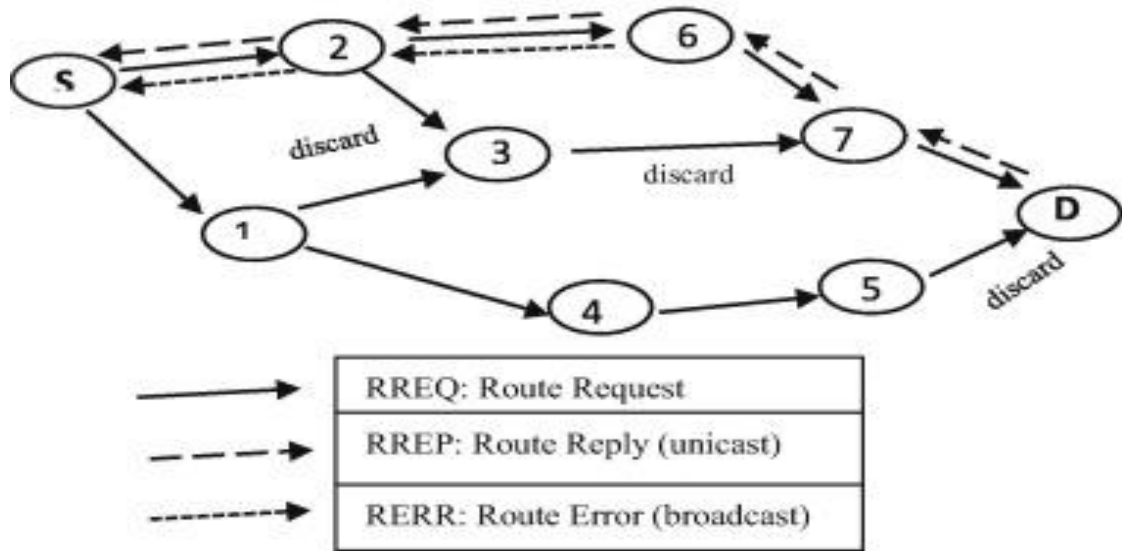 S
2
6
discard
3
discard
7
1
D
4
5
discard
RREQ: Route Request
RREP: Route Reply (unicast)
RERR: Route Error (broadcast)